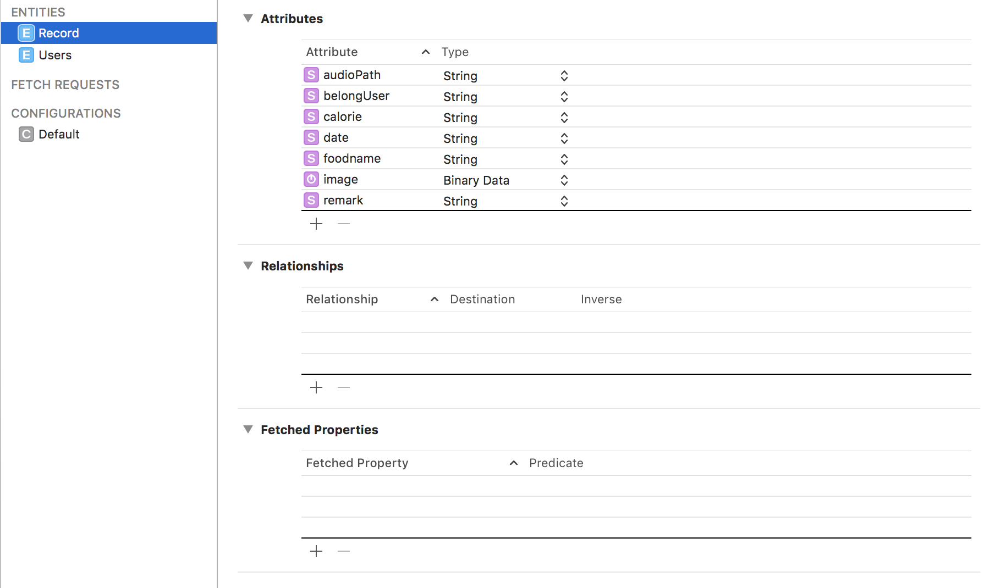 ENTITIES
E Record
E Users
FETCH REQUESTS
CONFIGURATIONS
C Default
Attributes
Attribute Type
S audioPath String
S belongUser String
S calorie String
S date String
S foodname String
image Binary Data
S remark String
Relationships
Relationship Destination Inverse
Fetched Properties
Fetched Property Predicate